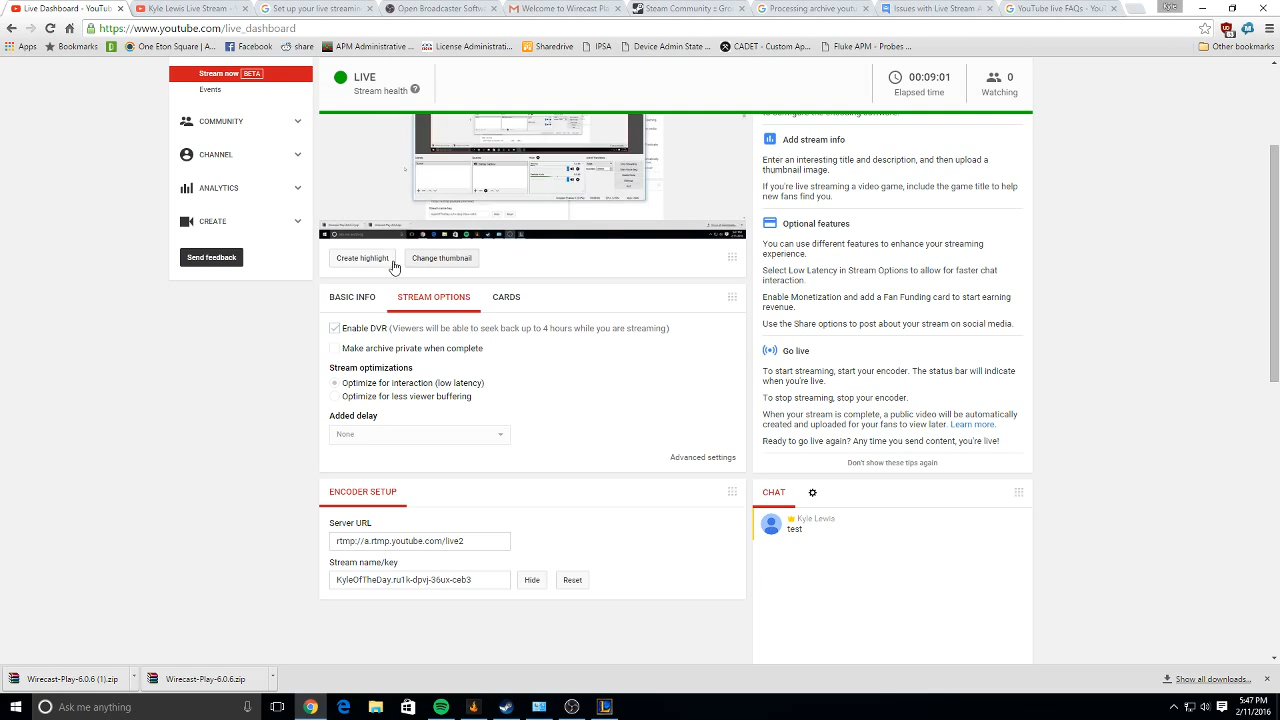 Live Dashboard - YouTu
Kyle Lewis Live Stream -
Set up your live streamin
Open Broadcaster Softw
Welcome to Wirecast Pl
Steam Community :: Gr
Processing archive youtu
Issues with Live Stream A
YouTube live FAQs - You
https://www.youtube.com/live_dashboard
Apps
Bookmarks
One Eton Square | A...
Facebook
share
APM Administrative ...
License Administrati...
Sharedrive
IPSA
Device Admin State ...
CADET - Custom Ap...
Fluke APM - Probes ...
Other bookmarks
Stream now BETA
Events
COMMUNITY
CHANNEL
ANALYTICS
CREATE
Send feedback
LIVE
Stream health
00:09:01
Elapsed time
0
Watching
Create highlight
Change thumbnail
BASIC INFO
STREAM OPTIONS
CARDS
Enable DVR (Viewers will be able to seek back up to 4 hours while you are streaming.)
Make archive private when complete
Stream optimizations
Optimize for interaction (low latency)
Optimize for less viewer buffering
Added delay
None
Advanced settings
ENCODER SETUP
Server URL
rtmp://a.rtmp.youtube.com/live2
Stream name/key
KyleOfTheDay.ru1k-dpvj-36ux-ceb3
Hide
Reset
Add stream info
Enter an interesting title and description, and then upload a
thumbnail image.
If you're live streaming a video game, include the game title to help
new fans find you.
Optional features
You can use different features to enhance your streaming
experience.
Select Low Latency in Stream Options to allow for faster chat
interaction.
Enable Monetization and add a Fan Funding card to start earning
revenue.
Use the Share options to post about your stream on social media.
Go live
To start streaming, start your encoder. The status bar will indicate
when you're live.
To stop streaming, stop your encoder.
When your stream is complete, a public video will be automatically
created and uploaded for your fans to view later. Learn more.
Ready to go live again? Any time you send content, you're live!
Don't show these tips again
CHAT
Kyle Lewis
test
Wirecast-Play-6.0.6 (1).zip
Wirecast-Play-6.0.6.zip
Show all downloads...
Ask me anything
5:47 PM
2/11/2016